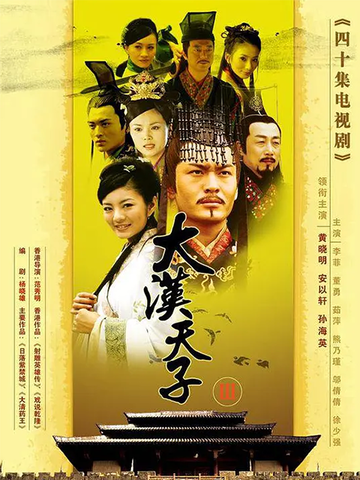 《四十集电视剧》
领衔主演
黄晓明 安以轩 孙海英
主演：李菲 董勇 茹萍 熊乃瑾 邬倩倩 徐少强
大漢天子
III
香港导演：范秀明 香港作品：《射雕英雄传》、《戏说乾隆》
编剧：杨晓雄 主要作品：《日落紫禁城》、《大清药王》